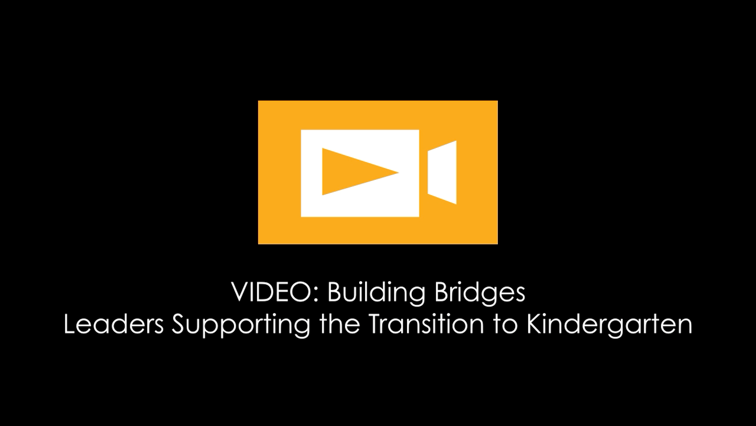 VIDEO: Building Bridges
Leaders Supporting the Transition to Kindergarten